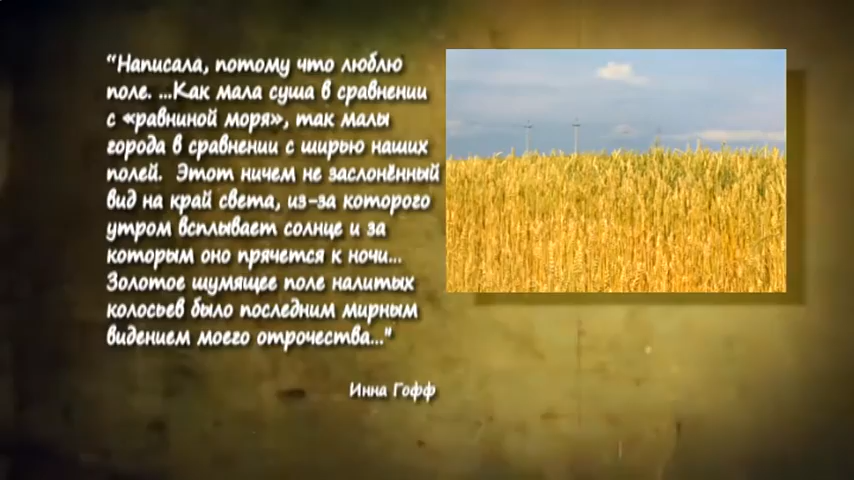 “Написала, потому что люблю
поле. ...Как мала суша в сравнении
с «равниной моря», так малы
города в сравнении с ширью наших
полей. Этот ничем не заслонённый
вид на край света, из-за которого
утром всплывает солнце и за
которым оно прячется к ночи...
Золотое шумящее поле налитых
колосьев было последним мирным
видением моего отрочества..."
Инна Гофф